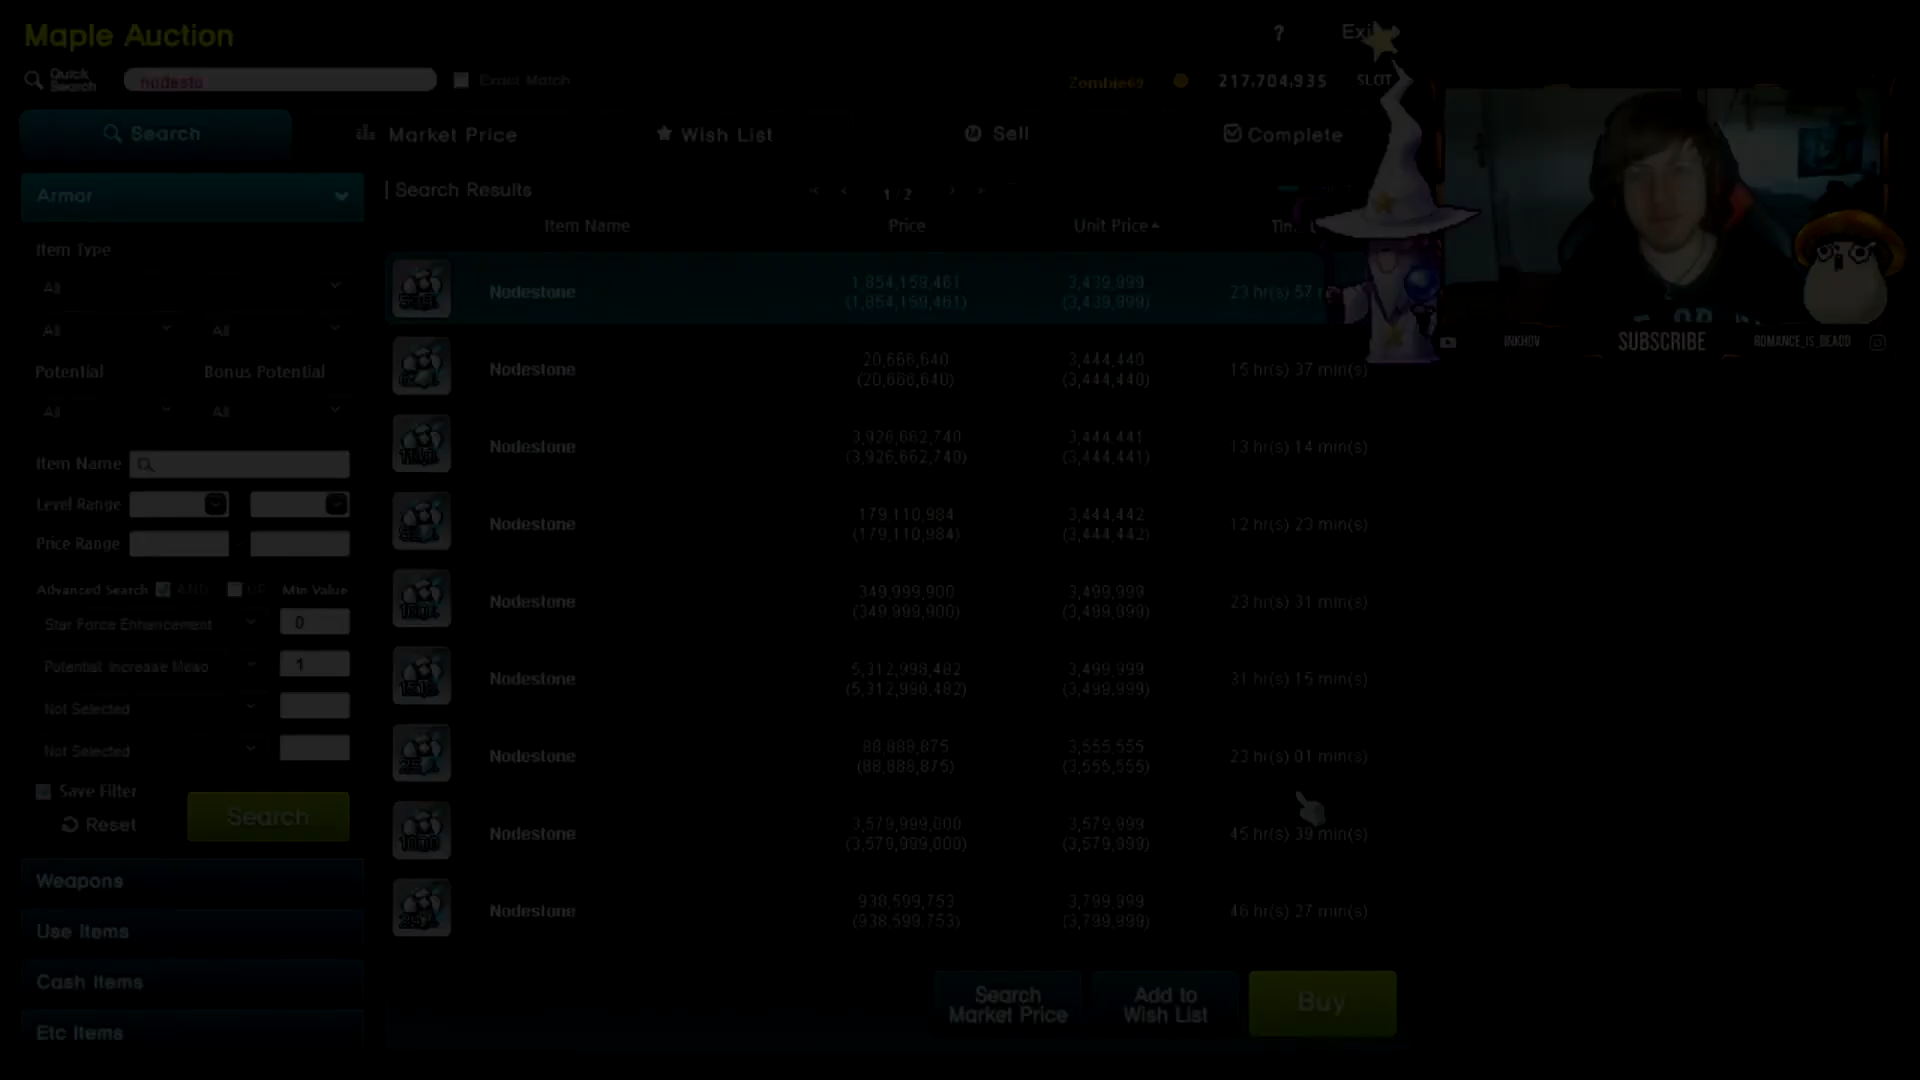 Maple Auction
? Exi
Quick Search nodesto Exact Match Zombie69 217,704,935 SLOT
Search Market Price Wish List Sell Complete
Armor
Search Results 1 / 2
Item Name Price Unit Price
Item Type
All
All All
Potential Bonus Potential
All All
Item Name
Level Range
Price Range
Advanced Search AND OR Min Value
Star Force Enhancement 0
Potential: Increase Meso 1
Not Selected
Not Selected
Save Filter
Reset Search
Weapons
Use Items
Cash Items
Etc Items
Nodestone 1,854,159,461 3,439,999 23 hr(s) 57
(1,854,159,461) (3,439,999)
Nodestone 20,666,640 3,444,440 15 hr(s) 37 min(s)
(20,666,640) (3,444,440)
Nodestone 3,926,662,740 3,444,441 13 hr(s) 14 min(s)
(3,926,662,740) (3,444,441)
Nodestone 179,110,984 3,444,442 12 hr(s) 23 min(s)
(179,110,984) (3,444,442)
Nodestone 349,999,900 3,499,999 23 hr(s) 31 min(s)
(349,999,900) (3,499,999)
Nodestone 5,312,998,482 3,499,999 31 hr(s) 15 min(s)
(5,312,998,482) (3,499,999)
Nodestone 88,888,875 3,555,555 23 hr(s) 01 min(s)
(88,888,875) (3,555,555)
Nodestone 3,579,999,000 3,579,999 45 hr(s) 39 min(s)
(3,579,999,000) (3,579,999)
Nodestone 938,599,753 3,799,999 46 hr(s) 27 min(s)
(938,599,753) (3,799,999)
Search Market Price
Add to Wish List
Buy
INKHOV SUBSCRIBE ROMANCE_IS_DEADD